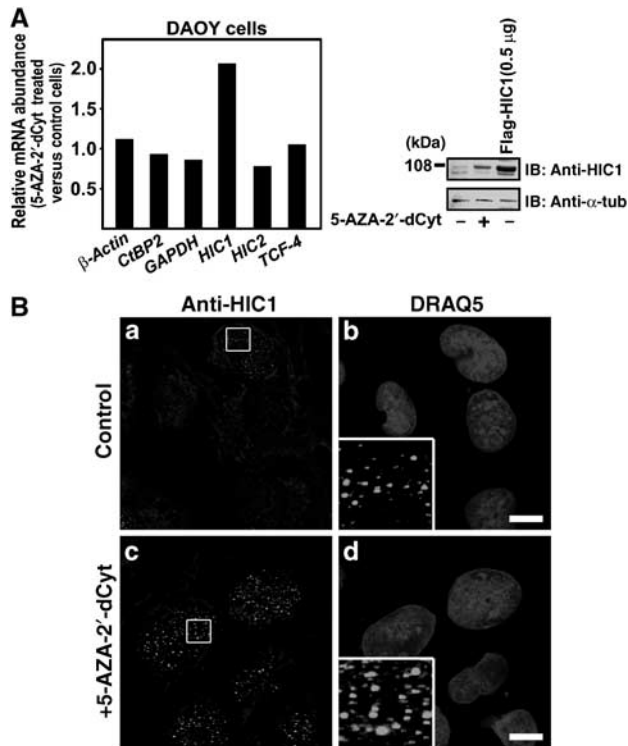 A
DAOY cells
Relative mRNA abundance
(5-AZA-2′-dCyt treated
versus control cells)
2.0
1.5
1.0
0.5
β-Actin
CtBP2
GAPDH
HIC1
HIC2
TCF-4
Flag-HIC1(0.5 μg)
(kDa)
108
IB: Anti-HIC1
IB: Anti-α-tub
5-AZA-2′-dCyt − + −
B
Anti-HIC1
DRAQ5
Control
a
b
+5-AZA-2′-dCyt
c
d